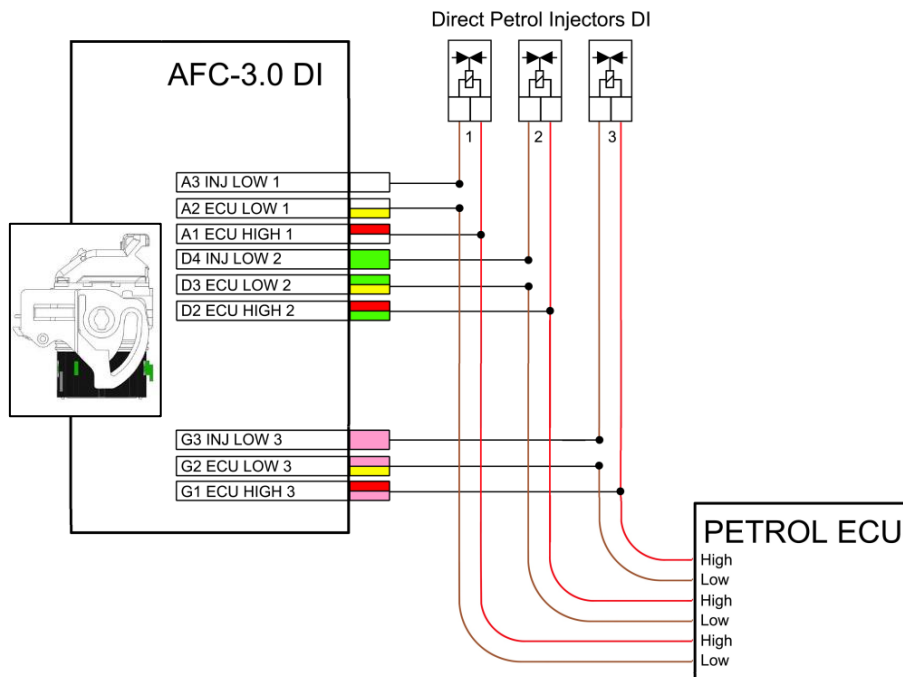 Direct Petrol Injectors DI
AFC-3.0 DI
1
2
3
A3 INJ LOW 1
A2 ECU LOW 1
A1 ECU HIGH 1
D4 INJ LOW 2
D3 ECU LOW 2
D2 ECU HIGH 2
G3 INJ LOW 3
G2 ECU LOW 3
G1 ECU HIGH 3
PETROL ECU
High
Low
High
Low
High
Low